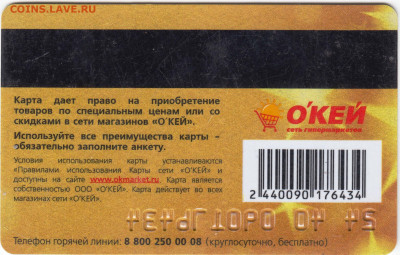 COINS.LAVE.RU
Карта дает право на приобретение
товаров по специальным ценам или со
скидками в сети магазинов «О'КЕЙ».
Используйте все преимущества карты –
обязательно заполните анкету.
Условия использования карты устанавливаются
«Правилами использования Карты сети «О'КЕЙ» и
доступны на сайте www.okmarket.ru. Карта является
собственностью ООО «О'КЕЙ». Карта действует во всех
магазинах сети «О'КЕЙ».
О'КЕЙ
сеть гипермаркетов
2 440090 176434
Телефон горячей линии: 8 800 250 00 08 (круглосуточно, бесплатно)